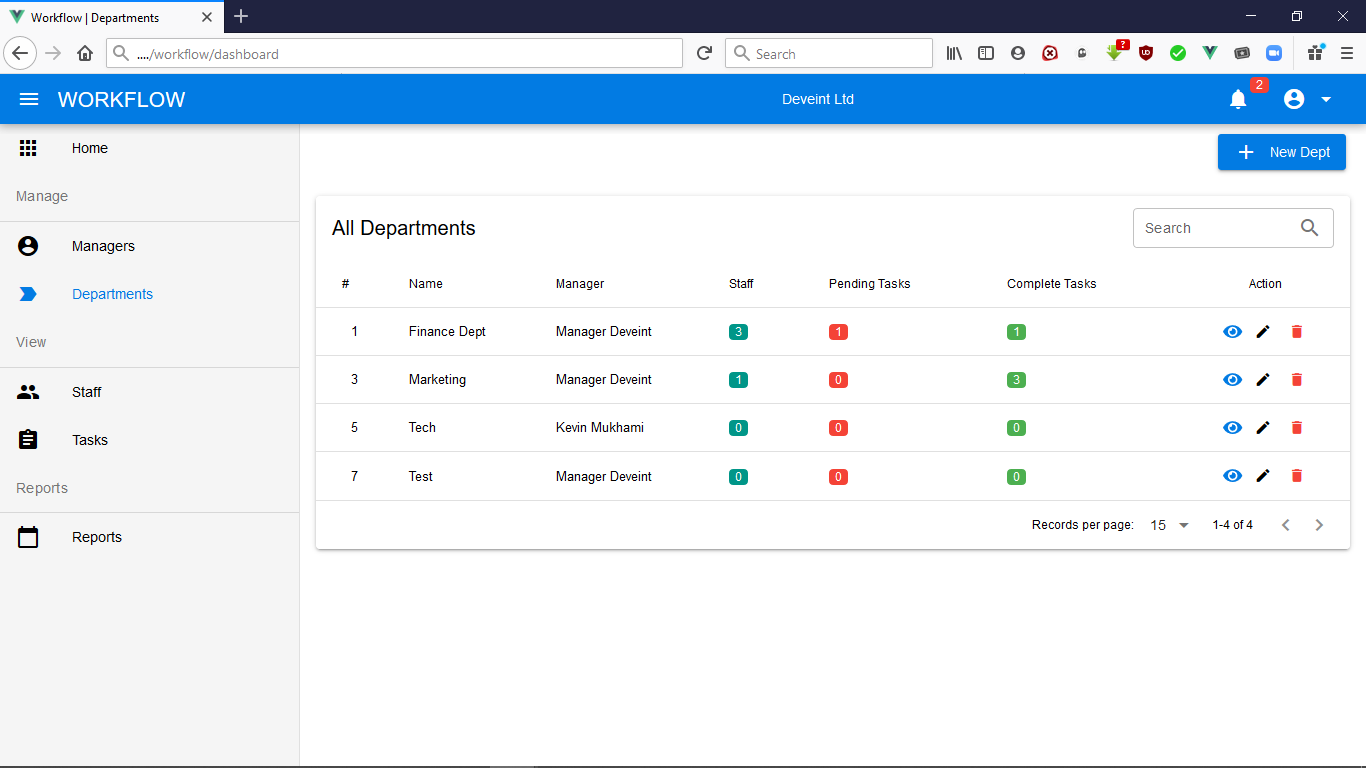 Workflow | Departments
..../workflow/dashboard
Search
?
WORKFLOW
Deveint Ltd
2
Home
Manage
Managers
Departments
View
Staff
Tasks
Reports
Reports
New Dept
All Departments
Search
# Name Manager Staff Pending Tasks Complete Tasks Action
1 Finance Dept Manager Deveint 3 1 1
3 Marketing Manager Deveint 1 0 3
5 Tech Kevin Mukhami 0 0 0
7 Test Manager Deveint 0 0 0
Records per page: 15 1-4 of 4